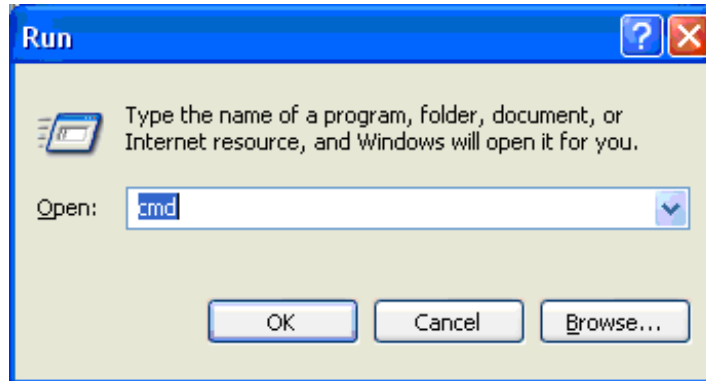 Run
Type the name of a program, folder, document, or
Internet resource, and Windows will open it for you.
Open: cmd
OK Cancel Browse...